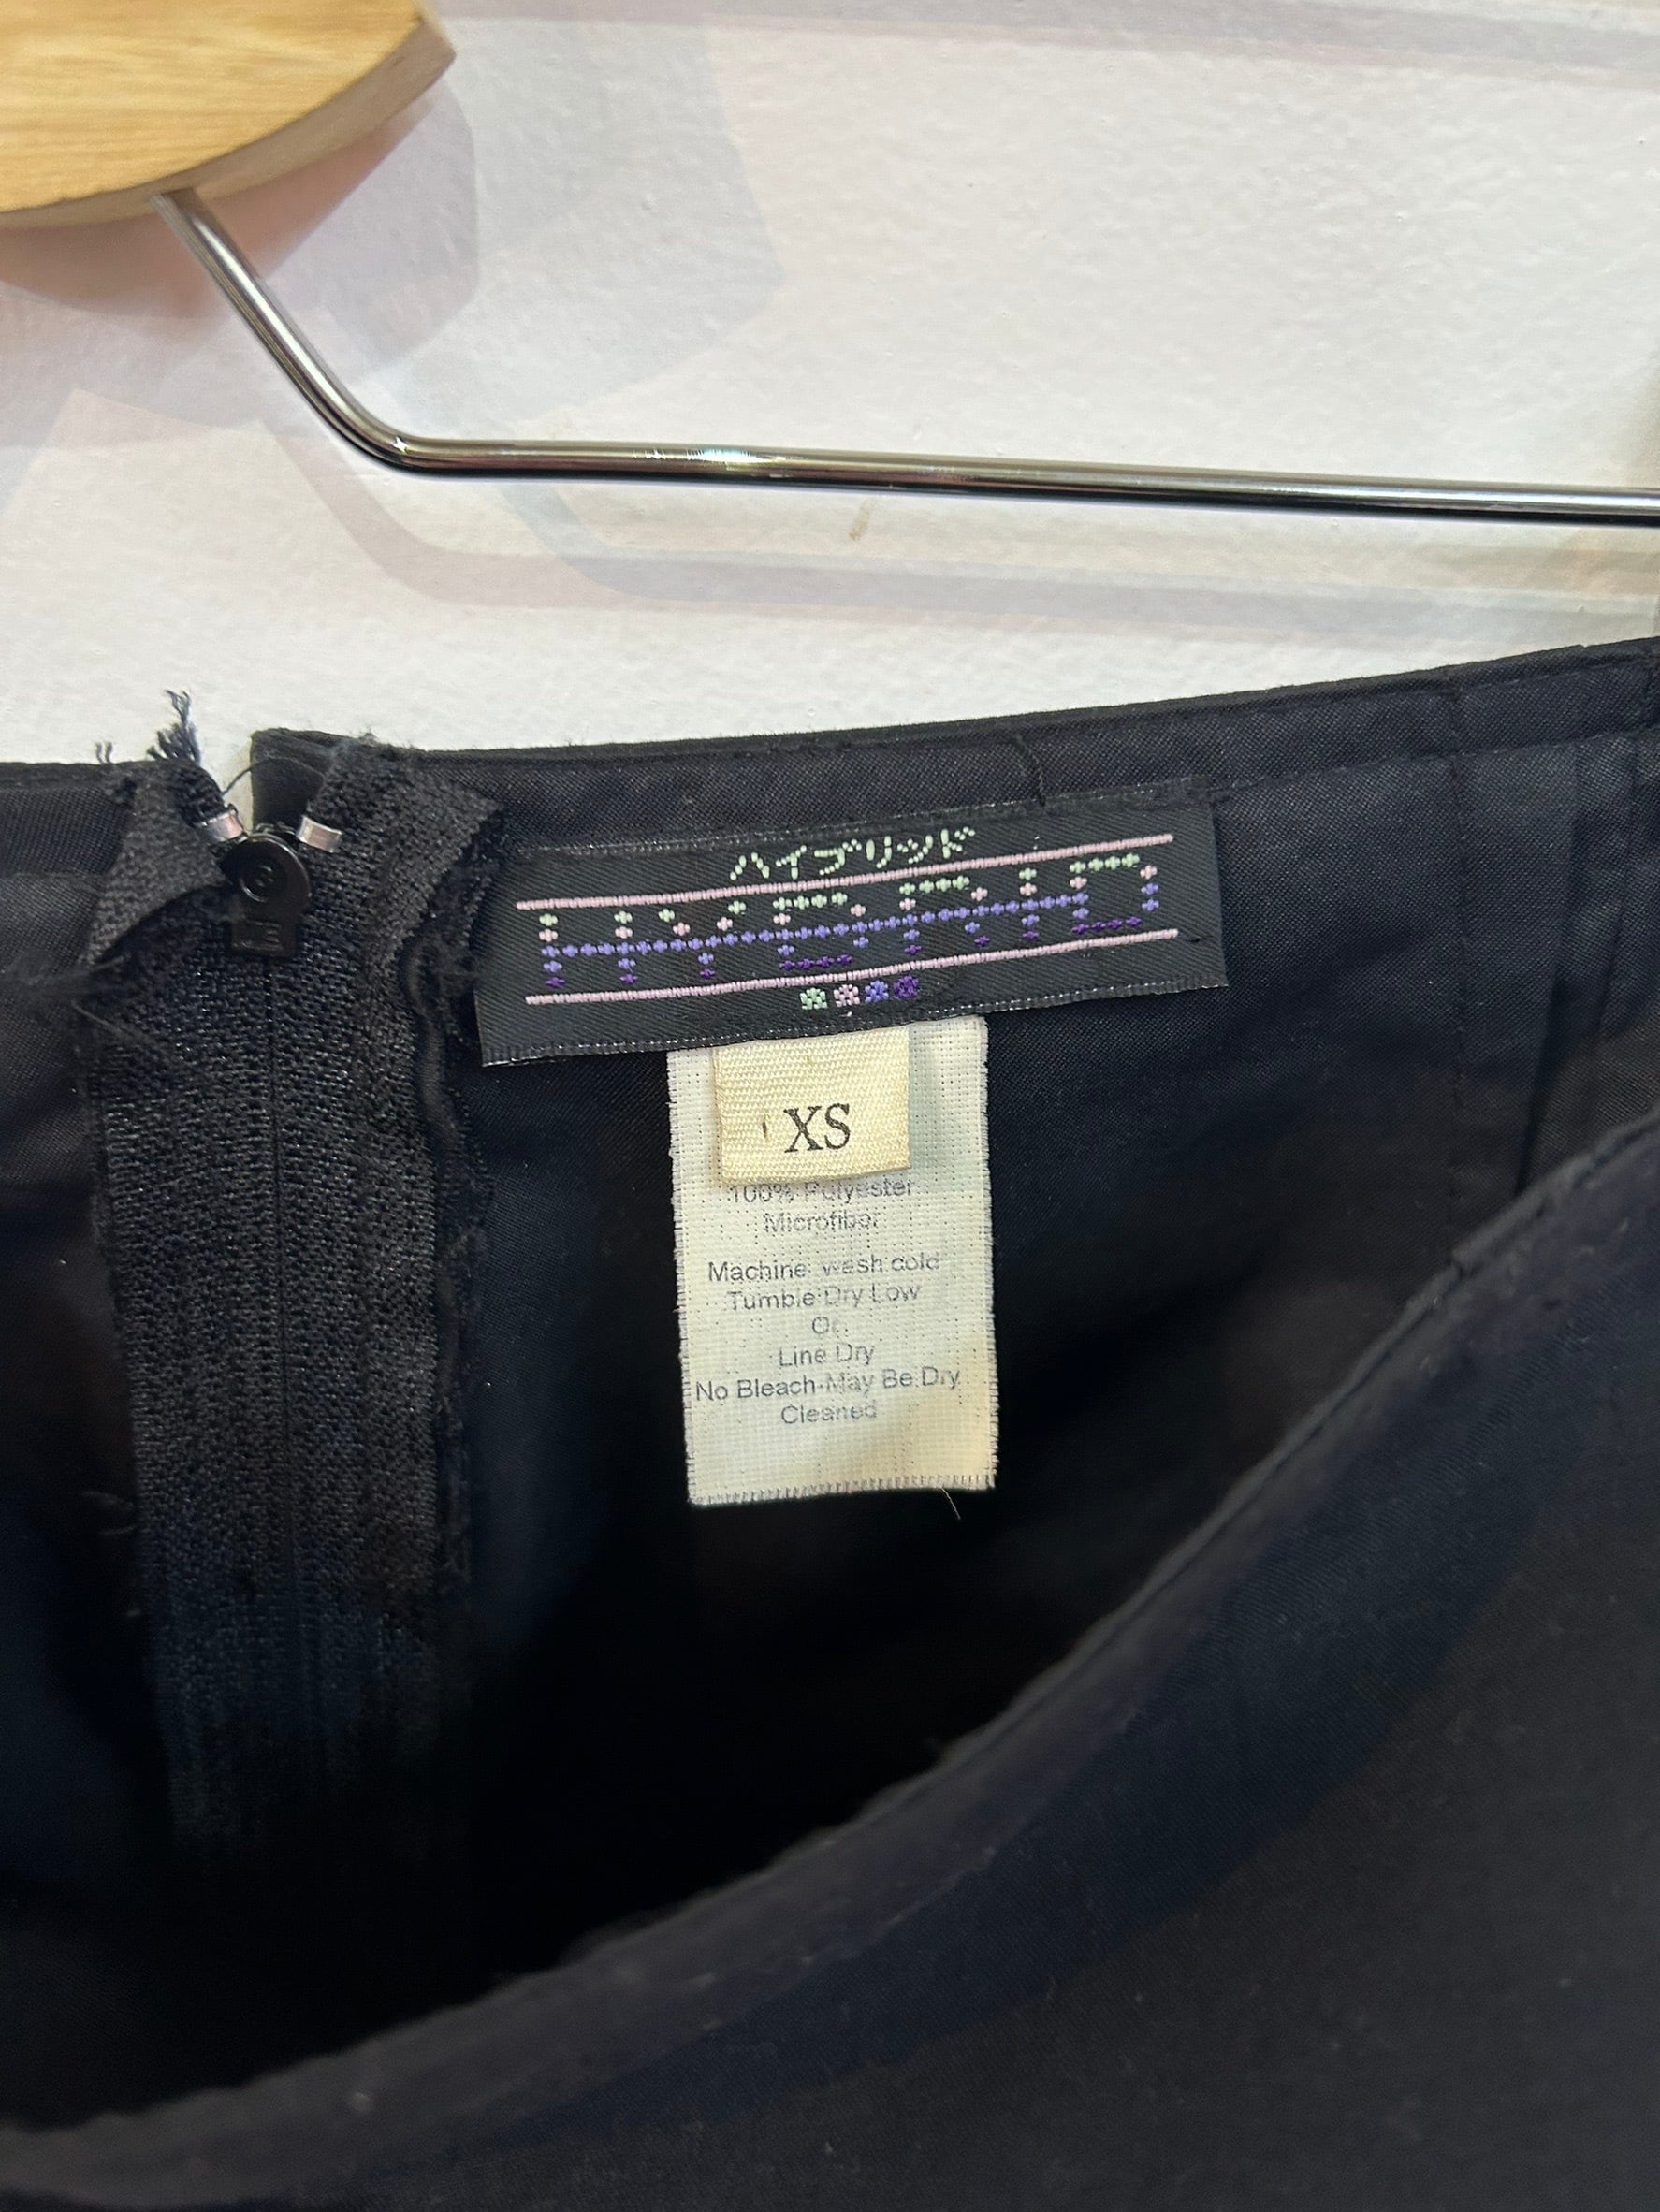 ハイブリッド
HYBRID
XS
100% Polyester
Microfiber
Machine wash cold
Tumble Dry Low
Or
Line Dry
No Bleach May Be Dry
Cleaned